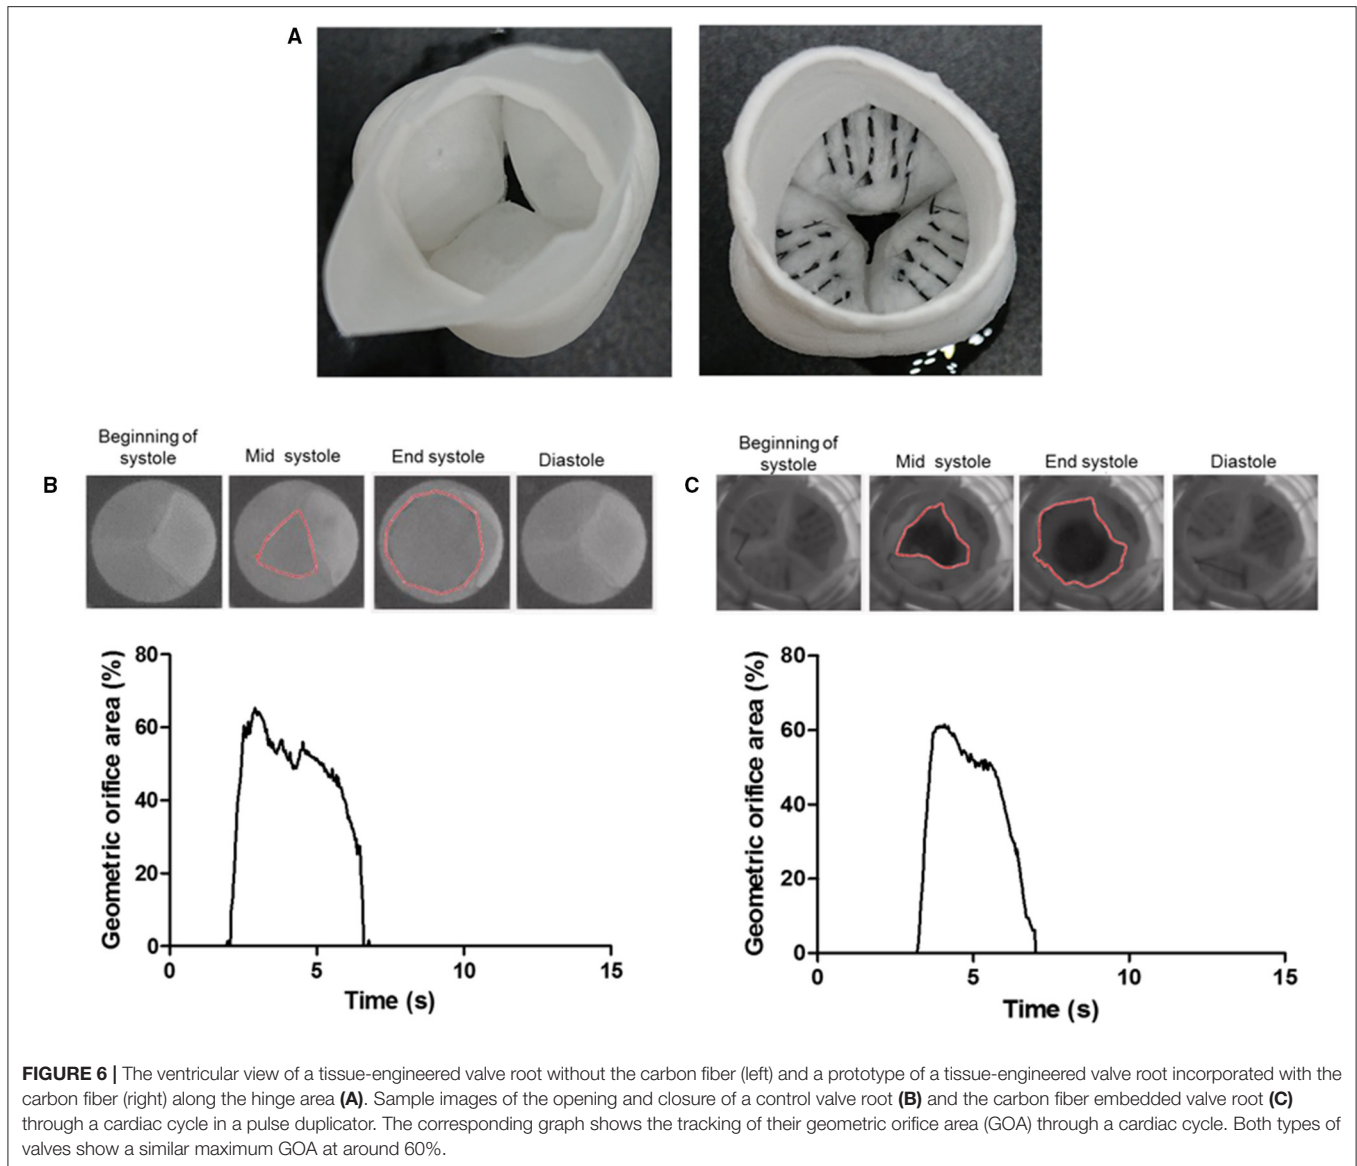 A
Beginning of
systole
Mid systole
End systole
Diastole
B
Geometric orifice area (%)
80
60
40
20
0
0
5
10
15
Time (s)
Beginning of
systole
Mid systole
End systole
Diastole
C
Geometric orifice area (%)
80
60
40
20
0
0
5
10
15
Time (s)
FIGURE 6 | The ventricular view of a tissue-engineered valve root without the carbon fiber (left) and a prototype of a tissue-engineered valve root incorporated with the
carbon fiber (right) along the hinge area (A). Sample images of the opening and closure of a control valve root (B) and the carbon fiber embedded valve root (C)
through a cardiac cycle in a pulse duplicator. The corresponding graph shows the tracking of their geometric orifice area (GOA) through a cardiac cycle. Both types of
valves show a similar maximum GOA at around 60%.